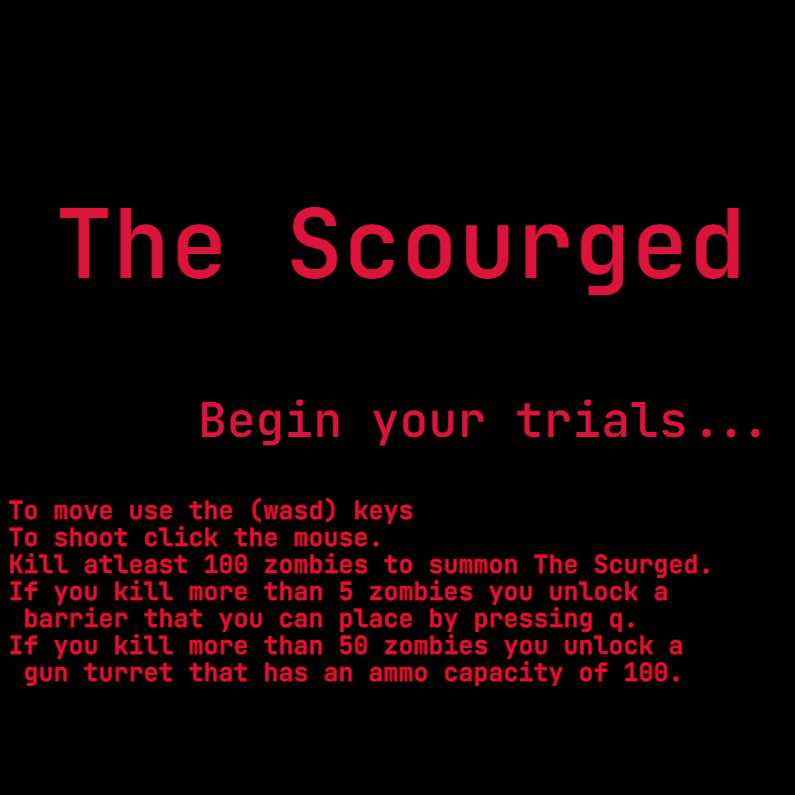 The Scourged
Begin your trials...
To move use the (wasd) keys
To shoot click the mouse.
Kill atleast 100 zombies to summon The Scurged.
If you kill more than 5 zombies you unlock a
barrier that you can place by pressing q.
If you kill more than 50 zombies you unlock a
gun turret that has an ammo capacity of 100.